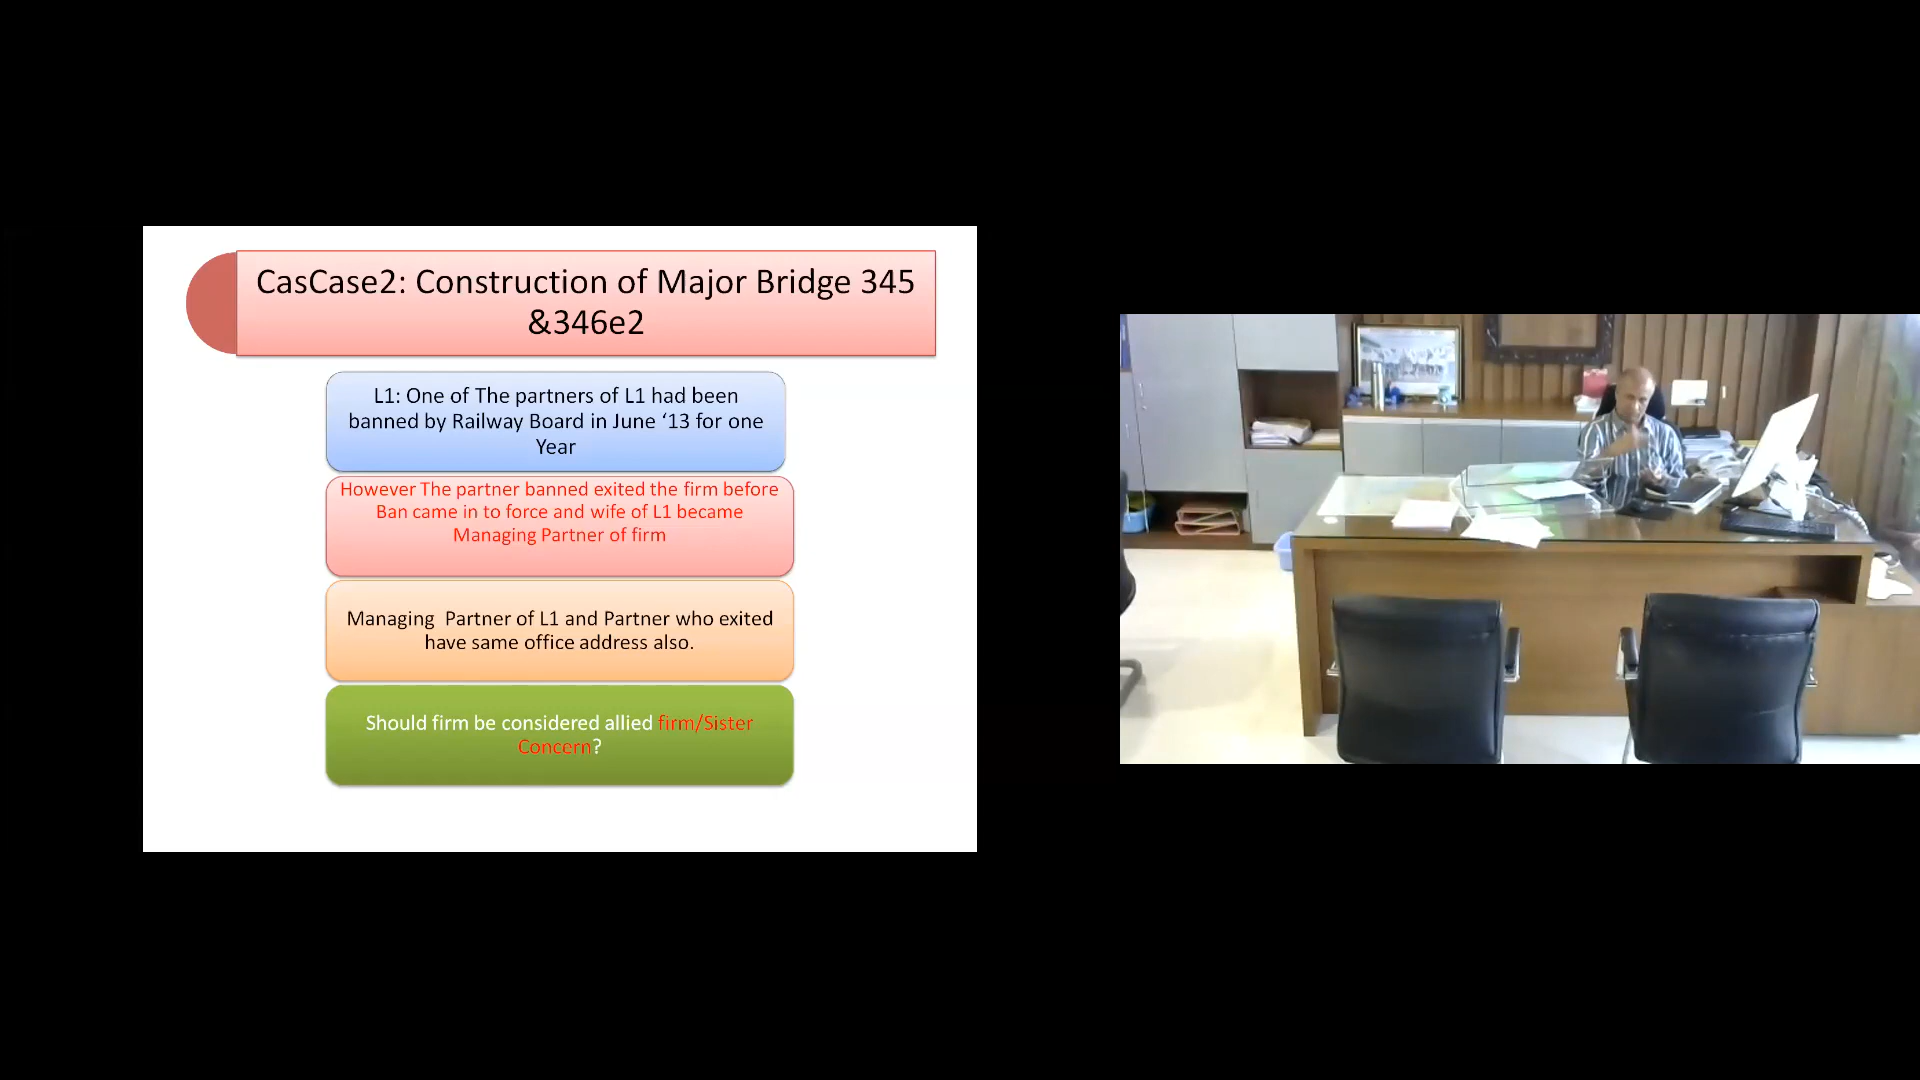 CasCase2: Construction of Major Bridge 345
&346e2
L1: One of The partners of L1 had been
banned by Railway Board in June ‘13 for one
Year
However The partner banned exited the firm before
Ban came in to force and wife of L1 became
Managing Partner of firm
Managing  Partner of L1 and Partner who exited
have same office address also.
Should firm be considered allied firm/Sister
Concern?